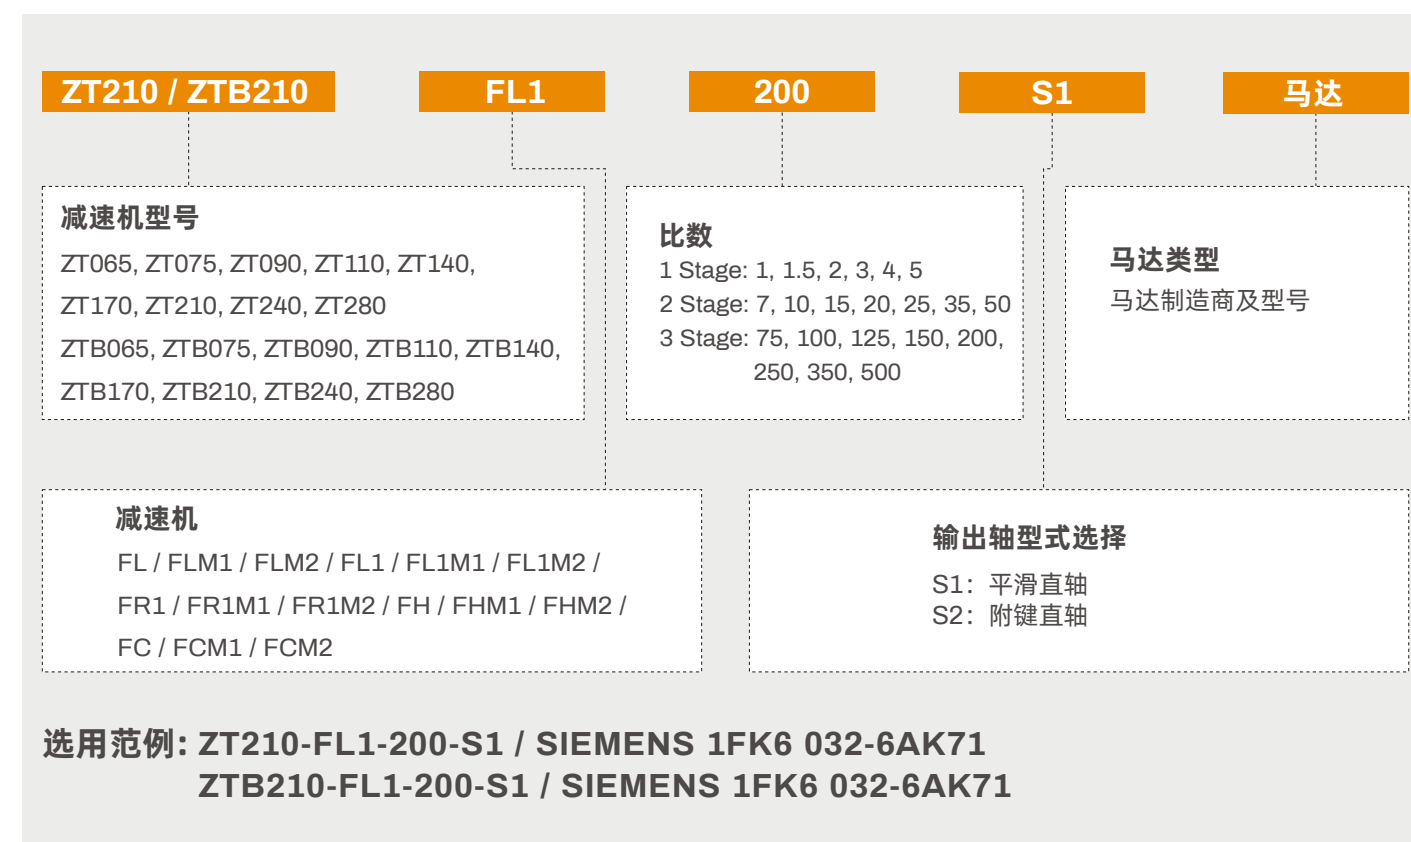 ZT210 / ZTB210
FL1
200
S1
马达
减速机型号
ZT065, ZT075, ZT090, ZT110, ZT140,
ZT170, ZT210, ZT240, ZT280
ZTB065, ZTB075, ZTB090, ZTB110, ZTB140,
ZTB170, ZTB210, ZTB240, ZTB280
比数
1 Stage: 1, 1.5, 2, 3, 4, 5
2 Stage: 7, 10, 15, 20, 25, 35, 50
3 Stage: 75, 100, 125, 150, 200,
250, 350, 500
马达类型
马达制造商及型号
减速机
FL / FLM1 / FLM2 / FL1 / FL1M1 / FL1M2 /
FR1 / FR1M1 / FR1M2 / FH / FHM1 / FHM2 /
FC / FCM1 / FCM2
输出轴型式选择
S1：平滑直轴
S2：附键直轴
选用范例: ZT210-FL1-200-S1 / SIEMENS 1FK6 032-6AK71
ZTB210-FL1-200-S1 / SIEMENS 1FK6 032-6AK71